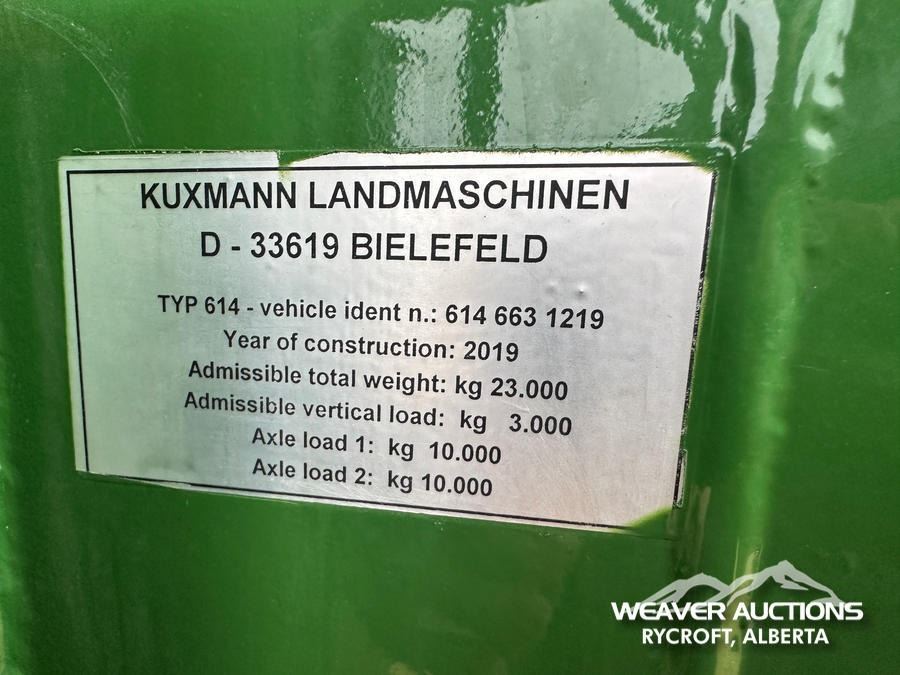 KUXMANN LANDMASCHINEN
D - 33619 BIELEFELD
TYP 614 - vehicle ident n.: 614 663 1219
Year of construction: 2019
Admissible total weight: kg 23.000
Admissible vertical load: kg 3.000
Axle load 1: kg 10.000
Axle load 2: kg 10.000
WEAVER AUCTIONS
RYCROFT, ALBERTA